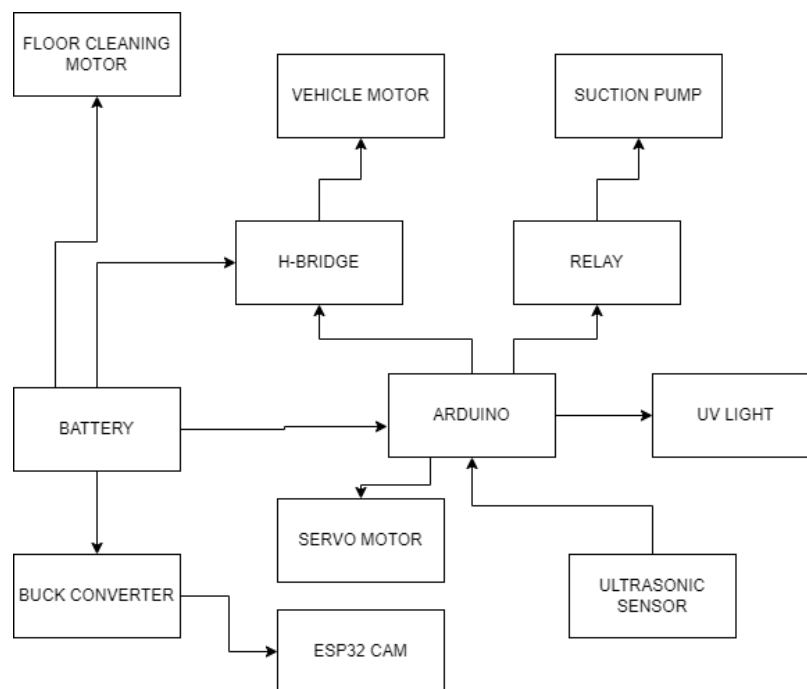 FLOOR CLEANING
MOTOR
VEHICLE MOTOR
SUCTION PUMP
H-BRIDGE
RELAY
BATTERY
ARDUINO
UV LIGHT
SERVO MOTOR
BUCK CONVERTER
ULTRASONIC
SENSOR
ESP32 CAM